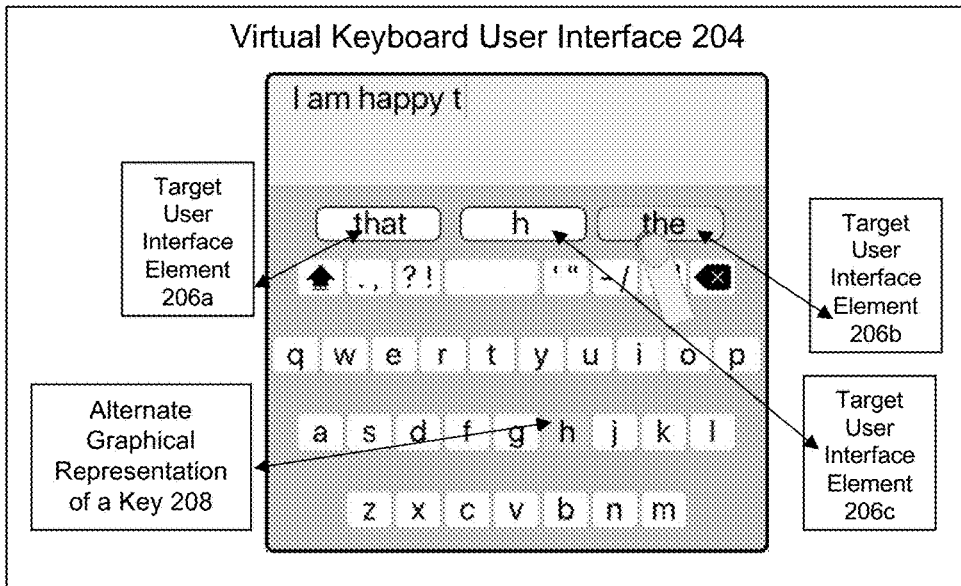 Virtual Keyboard User Interface 204
I am happy t
Target
User
Interface
Element
206a
that
h
the
. , ? ! ' " - /
Target
User
Interface
Element
206b
q w e r t y u i o p
Alternate
Graphical
Representation
of a Key 208
a s d f g h j k l
Target
User
Interface
Element
206c
z x c v b n m